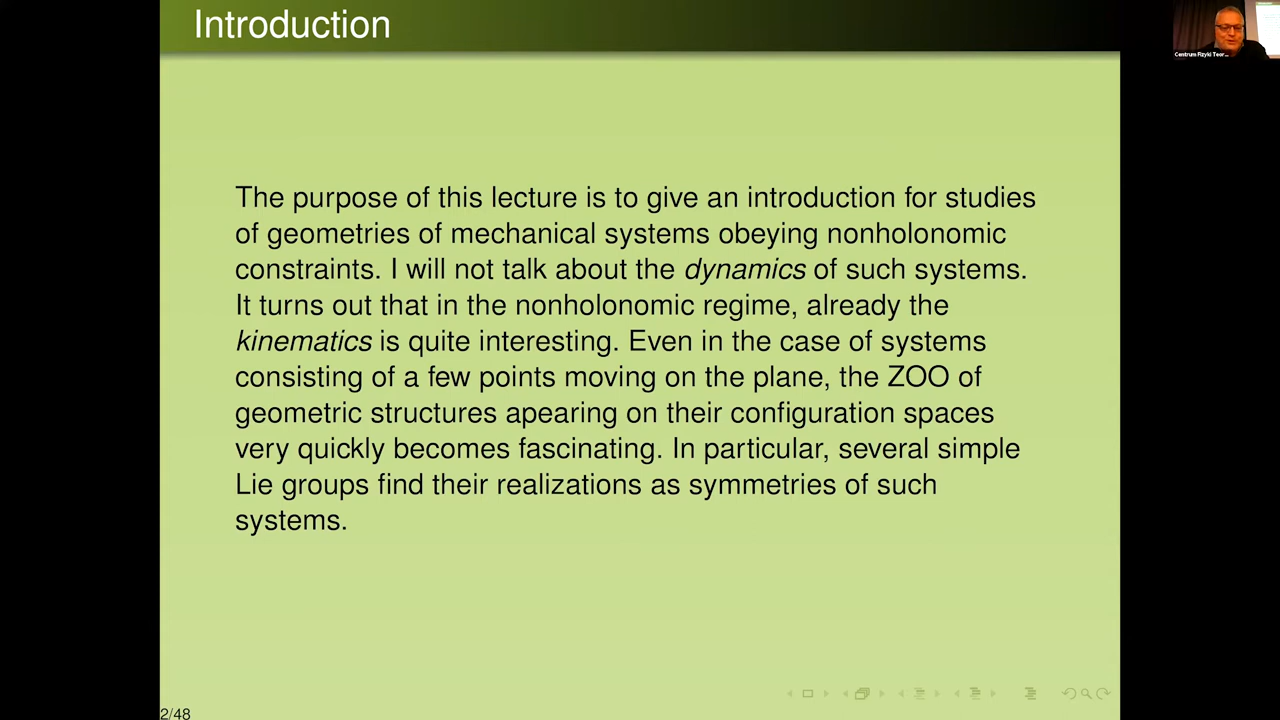 Introduction
Centrum Fizyki Teor...
The purpose of this lecture is to give an introduction for studies
of geometries of mechanical systems obeying nonholonomic
constraints. I will not talk about the dynamics of such systems.
It turns out that in the nonholonomic regime, already the
kinematics is quite interesting. Even in the case of systems
consisting of a few points moving on the plane, the ZOO of
geometric structures apearing on their configuration spaces
very quickly becomes fascinating. In particular, several simple
Lie groups find their realizations as symmetries of such
systems.
2/48